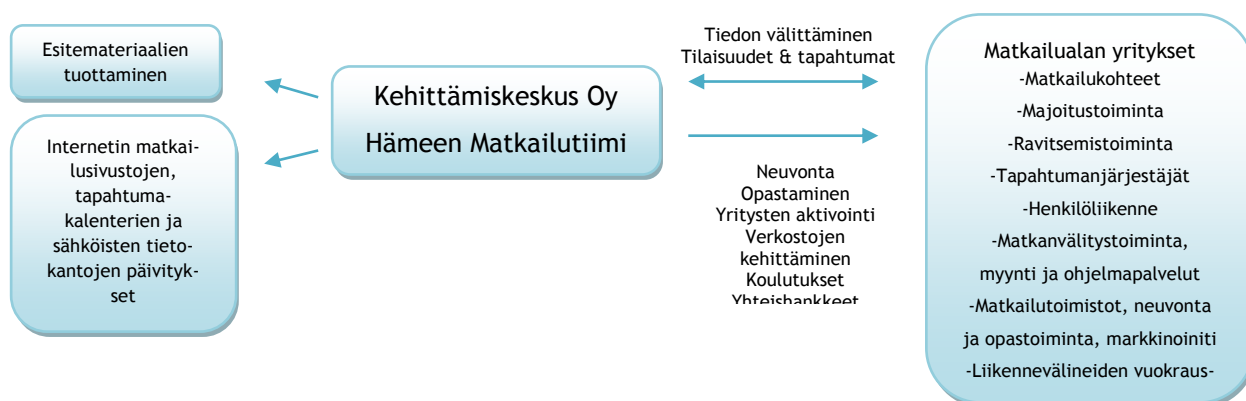 Esitemateriaalien
tuottaminen
Internetin matkai-
lusivustojen,
tapahtuma-
kalenterien ja
sähköisten tieto-
kantojen päivityk-
set
Kehittämiskeskus Oy
Hämeen Matkailutiimi
Tiedon välittäminen
Tilaisuudet & tapahtumat
Neuvonta
Opastaminen
Yritysten aktivointi
Verkostojen
kehittäminen
Koulutukset
Yhteishankkeet
Matkailualan yritykset
-Matkailukohteet
-Majoitustoiminta
-Ravitsemistoiminta
-Tapahtumanjärjestäjät
-Henkilöliikenne
-Matkanvälitystoiminta,
myynti ja ohjelmapalvelut
-Matkailutoimistot, neuvonta
ja opastoiminta, markkinoiniti
-Liikennevälineiden vuokraus-